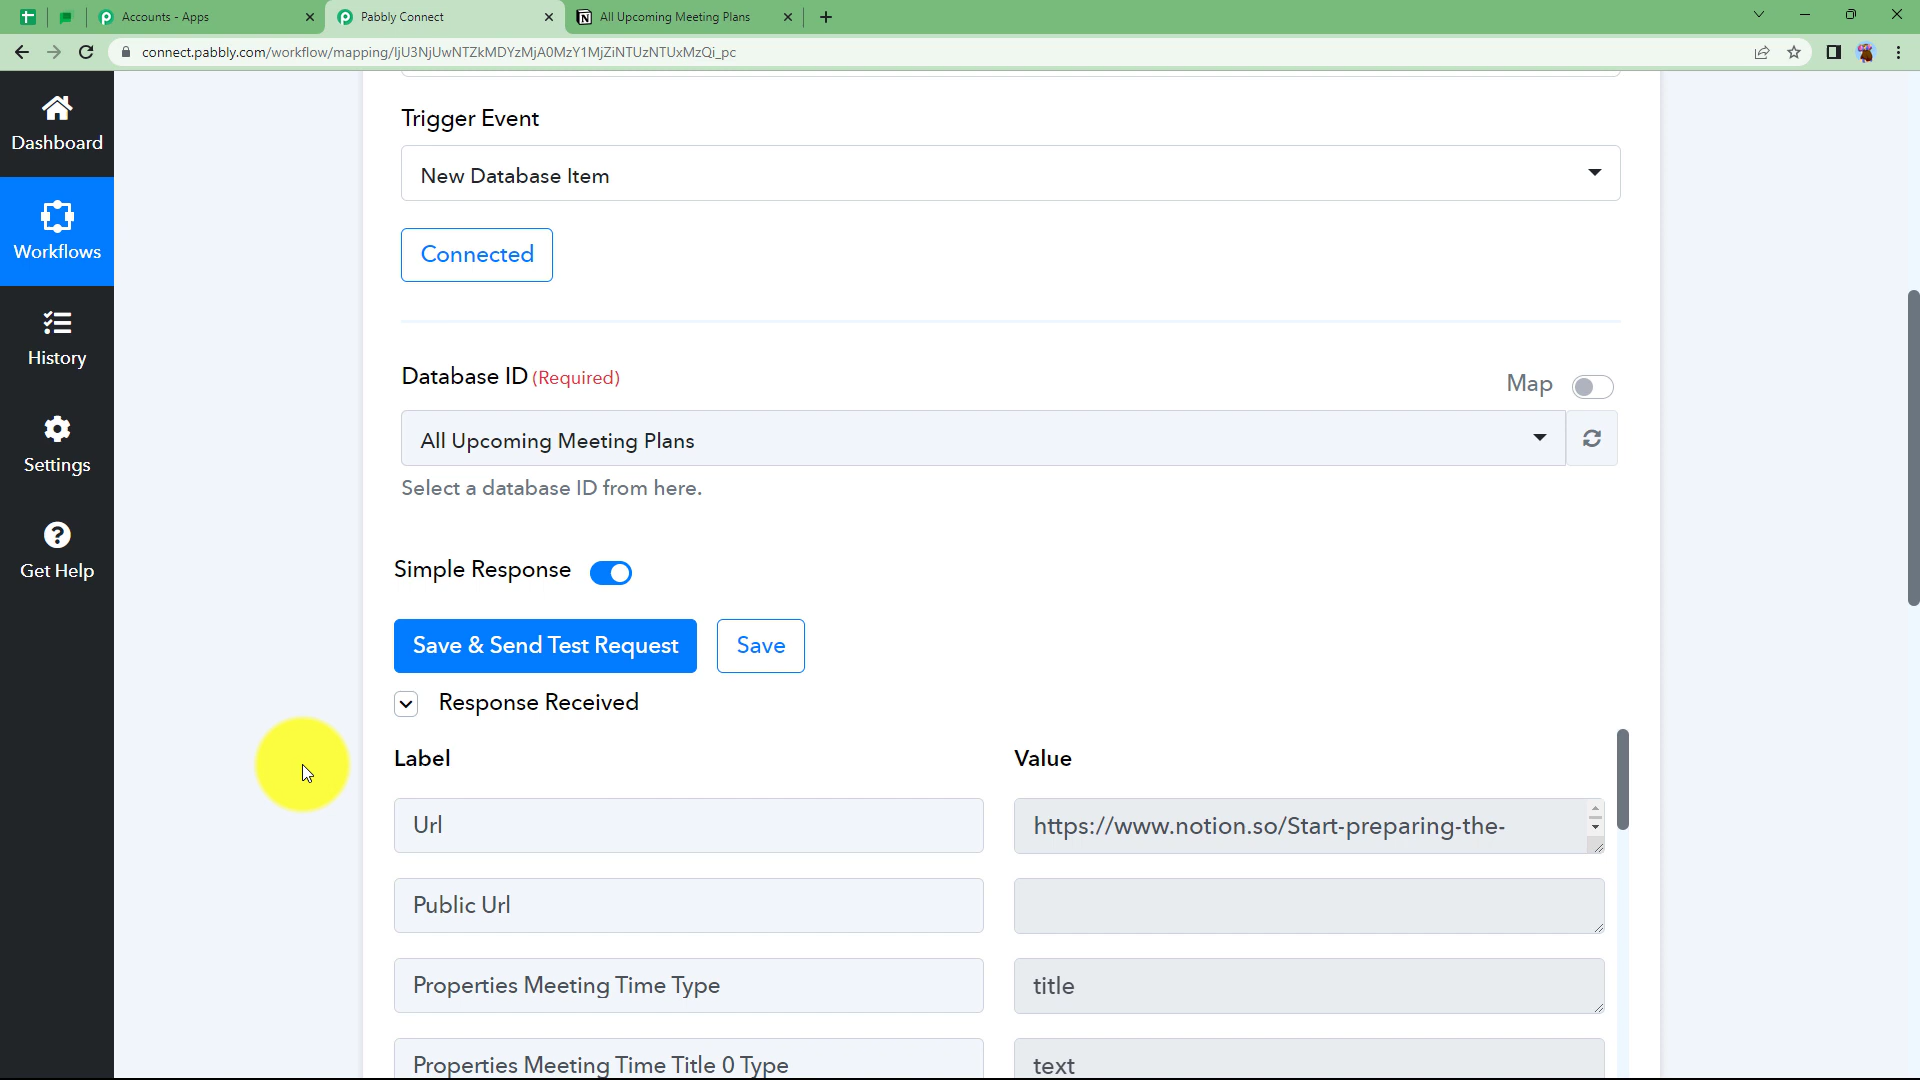 Accounts - Apps
Pabbly Connect
All Upcoming Meeting Plans
connect.pabbly.com/workflow/mapping/IjU3NjUwNTZkMDYzMjA0MzY1MjZiNTUzNTUxMzQi_pc
Dashboard
Workflows
History
Settings
Get Help
Trigger Event
New Database Item
Connected
Database ID (Required)
Map
All Upcoming Meeting Plans
Select a database ID from here.
Simple Response
Save & Send Test Request
Save
Response Received
Label
Value
Url
https://www.notion.so/Start-preparing-the-
Public Url
Properties Meeting Time Type
title
Properties Meeting Time Title 0 Type
text